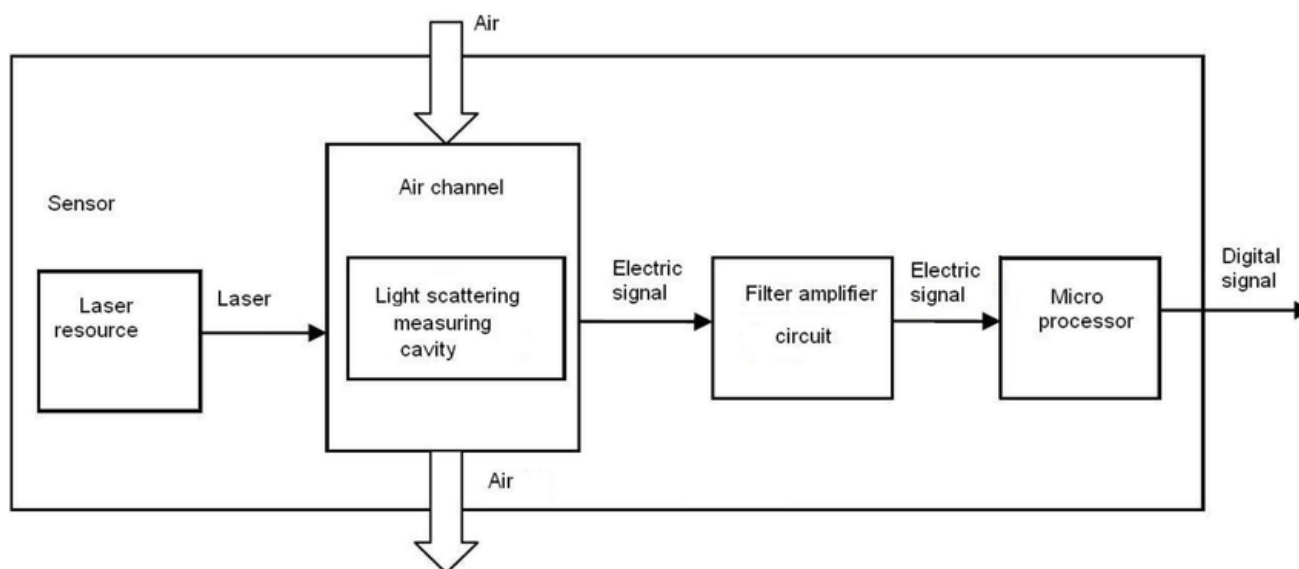 Air
Sensor
Air channel
Laser
resource
Laser
Light scattering
measuring
cavity
Electric
signal
Filter amplifier
circuit
Electric
signal
Micro
processor
Digital
signal
Air